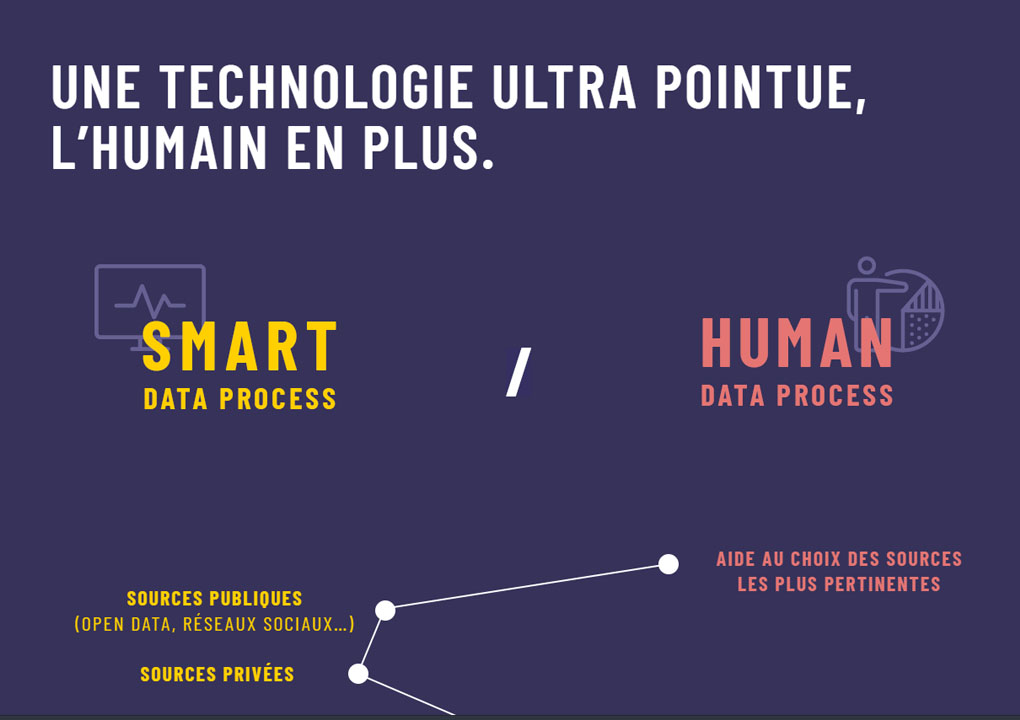 UNE TECHNOLOGIE ULTRA POINTUE,
L'HUMAIN EN PLUS.
SMART
DATA PROCESS
/
HUMAN
DATA PROCESS
AIDE AU CHOIX DES SOURCES
LES PLUS PERTINENTES
SOURCES PUBLIQUES
(OPEN DATA, RÉSEAUX SOCIAUX...)
SOURCES PRIVÉES